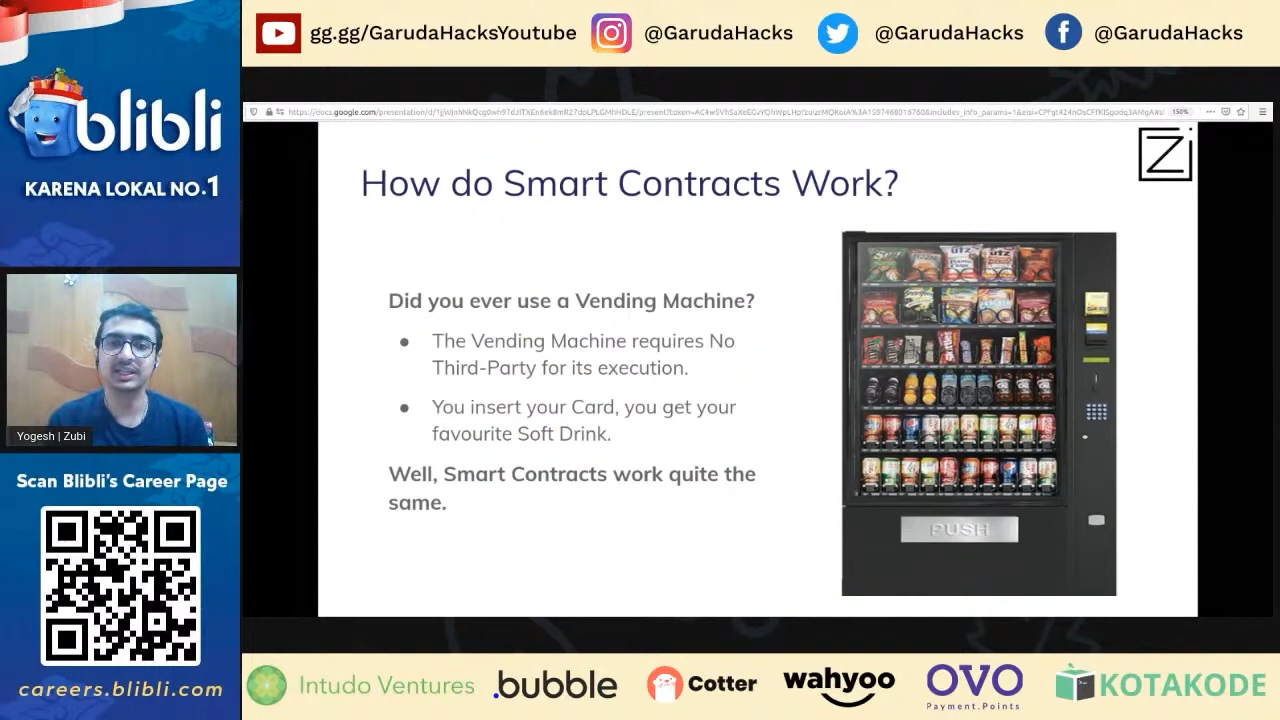 gg.gg/GarudaHacksYoutube
@GarudaHacks
@GarudaHacks
@GarudaHacks
blibli
KARENA LOKAL NO.1
150%
How do Smart Contracts Work?
Zi
Did you ever use a Vending Machine?
● The Vending Machine requires No
Third-Party for its execution.
● You insert your Card, you get your
favourite Soft Drink.
Well, Smart Contracts work quite the
same.
PUSH
Yogesh | Zubi
Scan Blibli's Career Page
careers.blibli.com
Intudo Ventures
.bubble
Cotter
wahyoo
OVO
Payment.Points
KOTAKODE